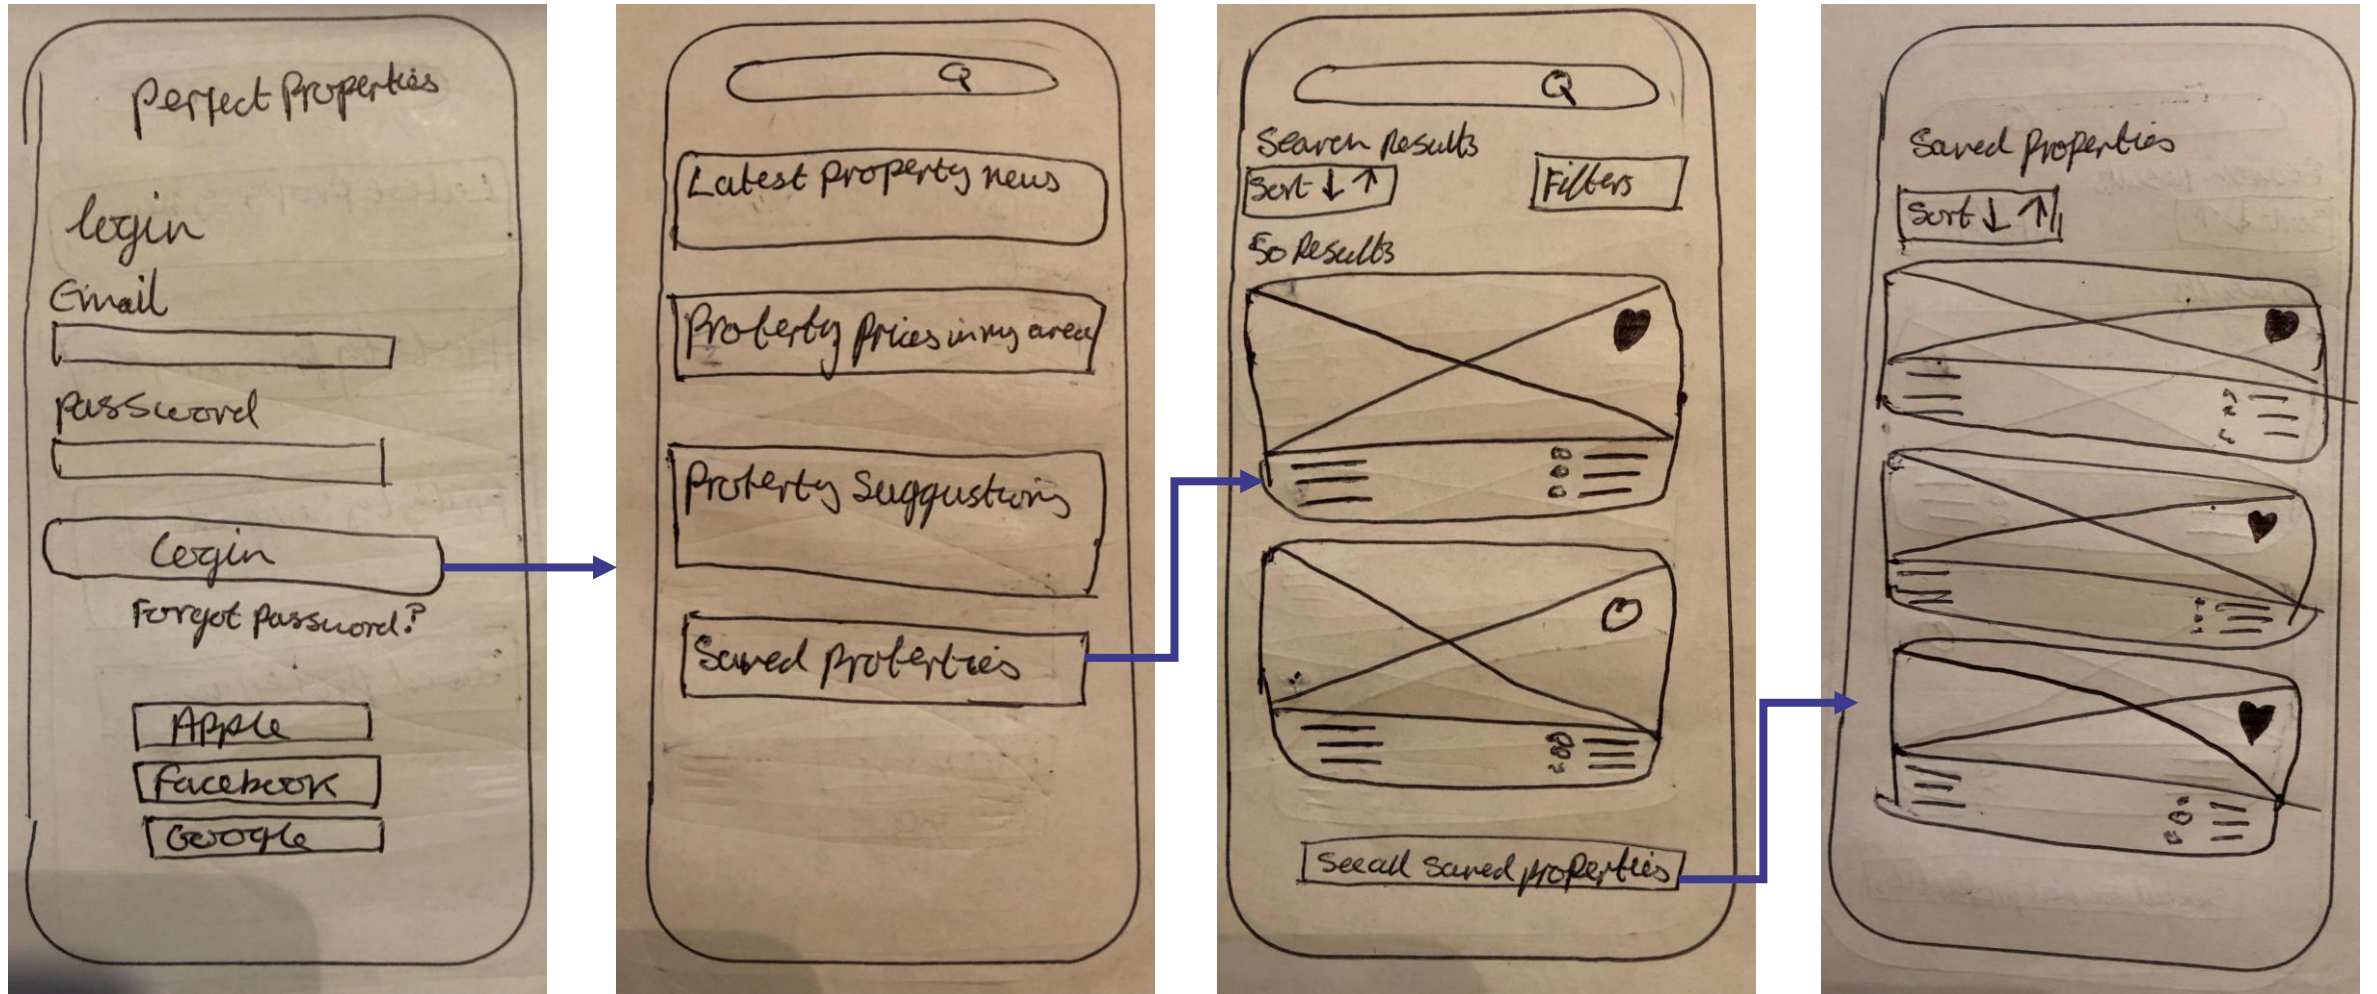 Perfect Properties
login
Email
password
Login
Forgot password?
Apple
Facebook
Google
Latest property news
Property prices in my area
Property Suggustions
Saved properties
Search Results
Sort ↓ ↑
Filters
50 Results
See all saved properties
Saved properties
Sort ↓ ↑